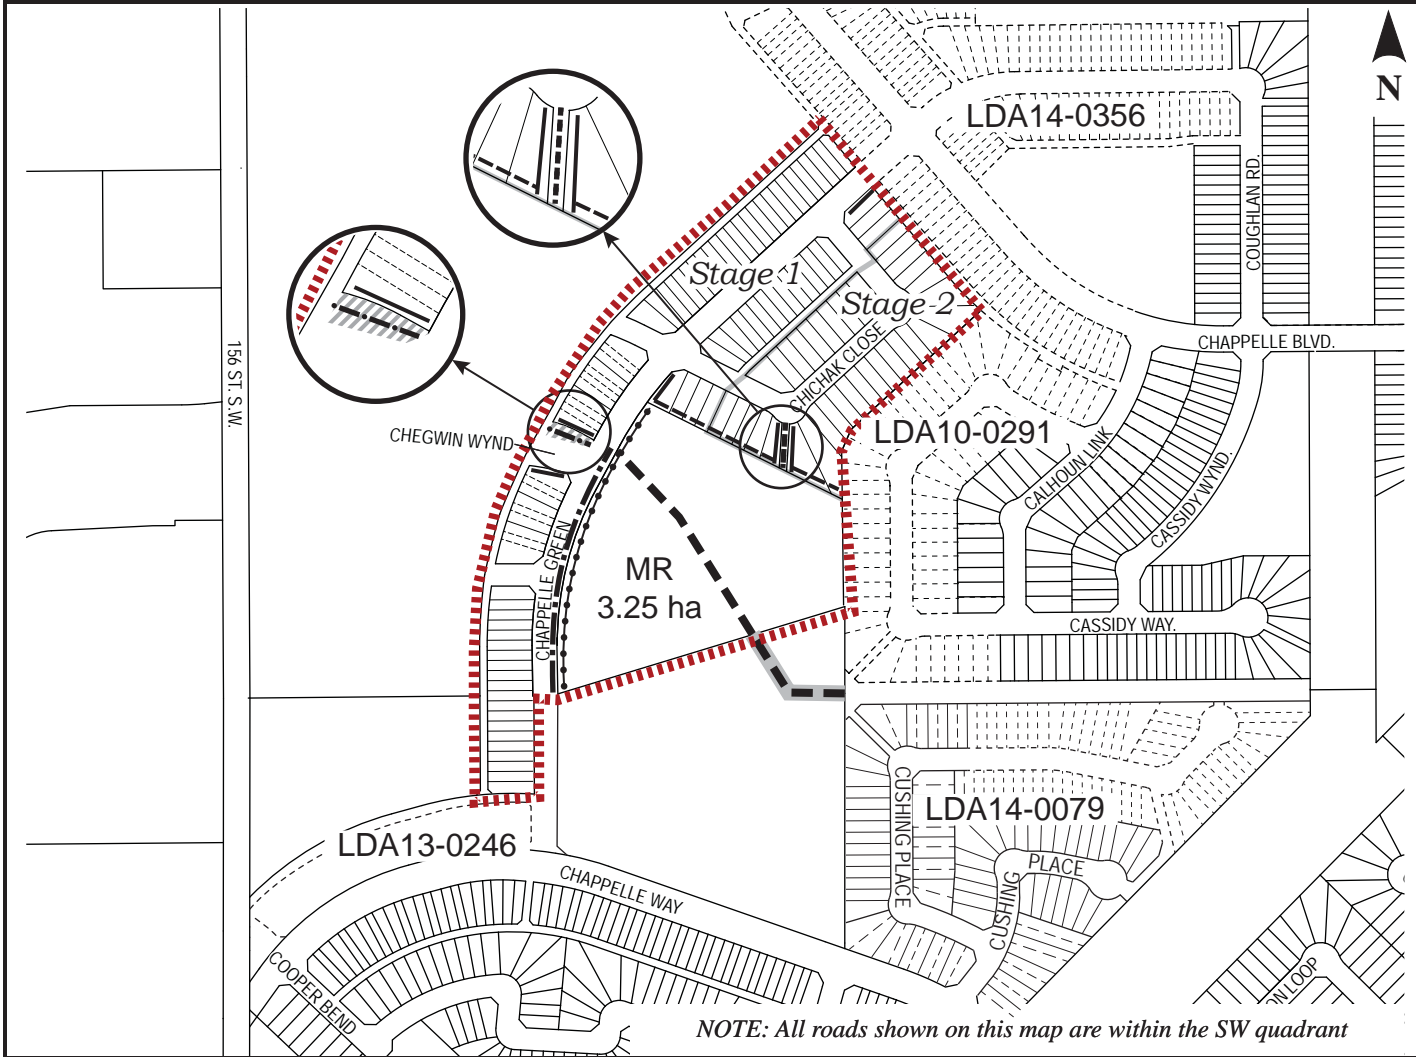 N
LDA14-0356
COUGHLAN RD.
Stage 1
Stage 2
CHICHAK CLOSE
156 ST. S.W.
CHAPPELLE BLVD.
CHEGWIN WYND
LDA10-0291
CALHOUN LINK
CASSIDY WYND.
CHAPPELLE GREEN
MR
3.25 ha
CASSIDY WAY.
CUSHING PLACE
LDA14-0079
LDA13-0246
PLACE
CUSHING
CHAPPELLE WAY
COOPER BEND
ON LOOP
NOTE: All roads shown on this map are within the SW quadrant